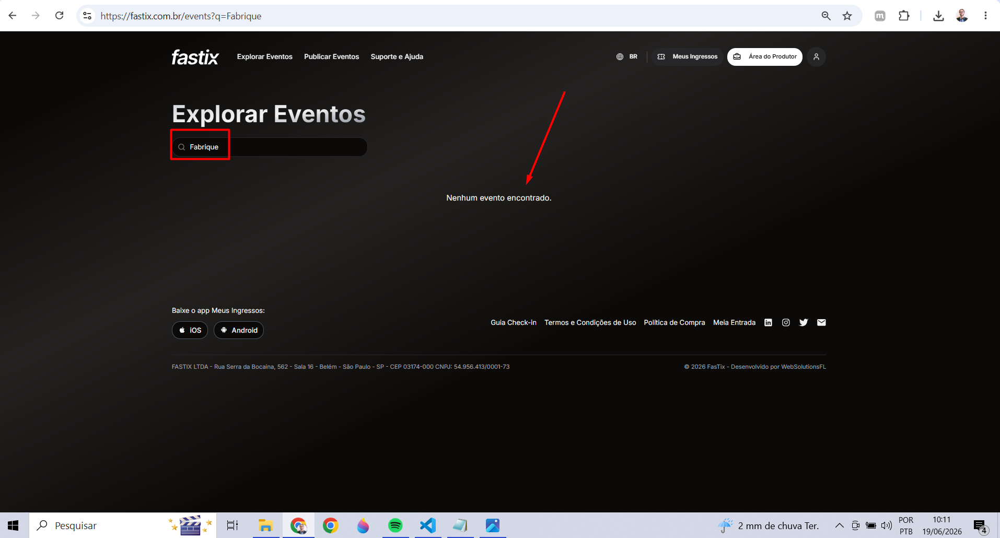 https://fastix.com.br/events?q=Fabrique
m
fastix
Explorar Eventos
Publicar Eventos
Suporte e Ajuda
BR
Meus Ingressos
Área do Produtor
Explorar Eventos
Fabrique
Nenhum evento encontrado.
Baixe o app Meus Ingressos:
iOS
Android
Guia Check-in
Termos e Condições de Uso
Política de Compra
Meia Entrada
in
FASTIX LTDA - Rua Serra da Bocaina, 562 - Sala 16 - Belém - São Paulo - SP - CEP 03174-000 CNPJ: 54.956.413/0001-73
© 2026 FasTix - Desenvolvido por WebSolutionsFL
Pesquisar
2 mm de chuva Ter.
POR
PTB
10:11
19/06/2026
4